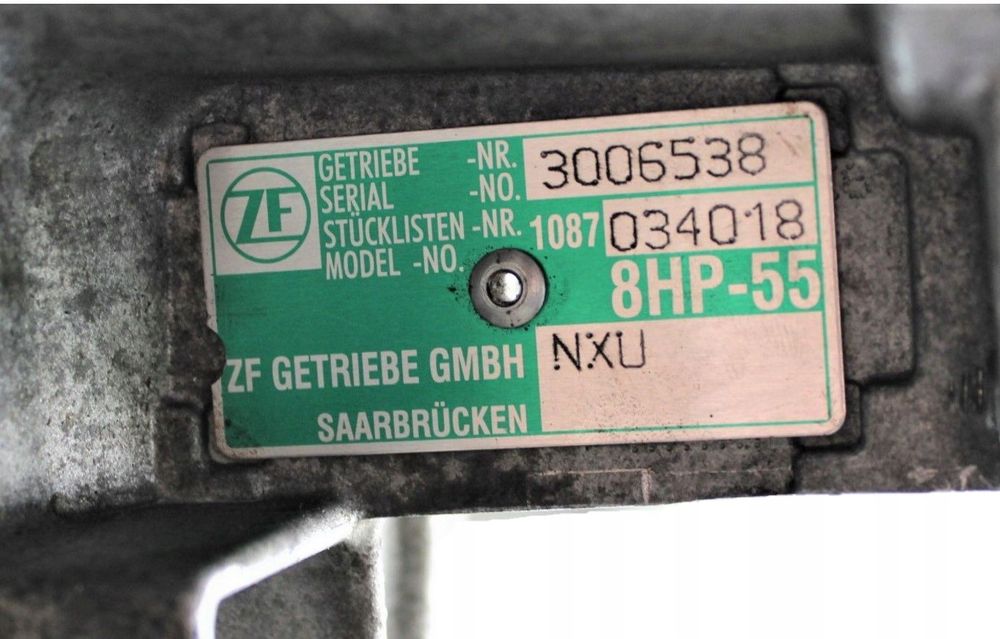 ZF
GETRIEBE -NR. 3006538
SERIAL -NO.
STÜCKLISTEN -NR. 1087 034018
MODEL -NO.
8HP-55
ZF GETRIEBE GMBH NXU
SAARBRÜCKEN